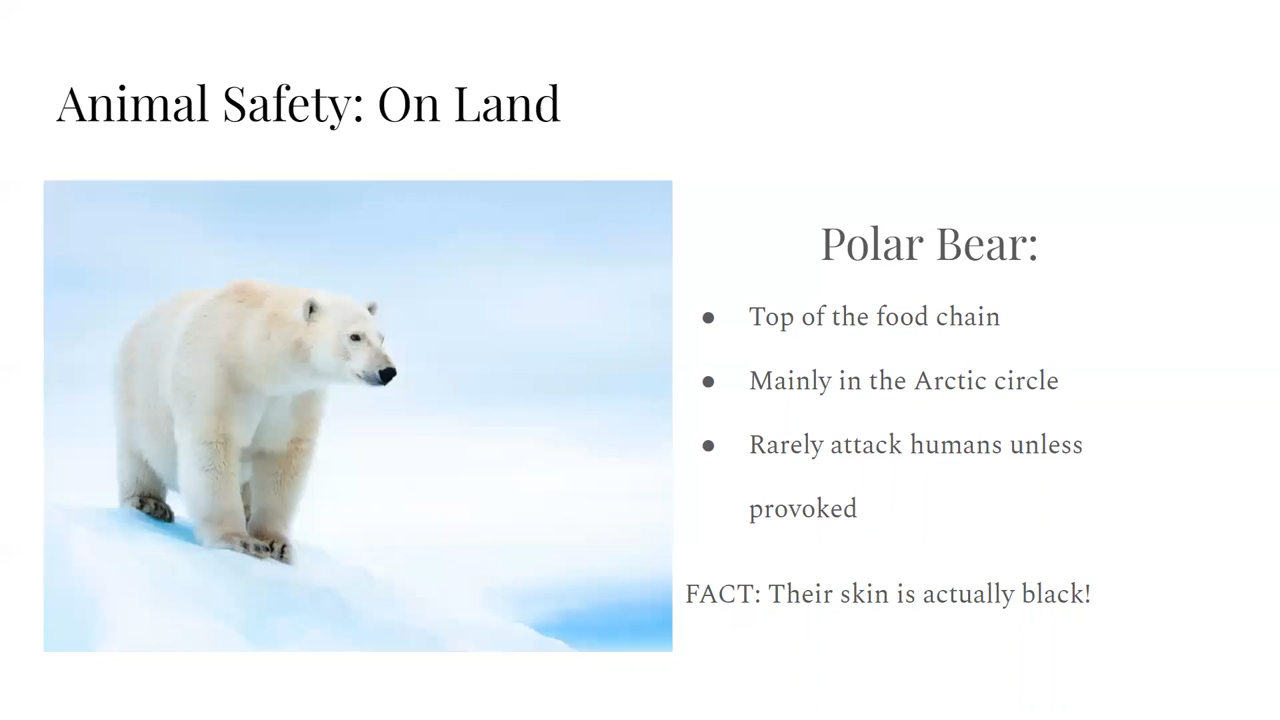 Animal Safety: On Land
Polar Bear:
● Top of the food chain
● Mainly in the Arctic circle
● Rarely attack humans unless
provoked
FACT: Their skin is actually black!